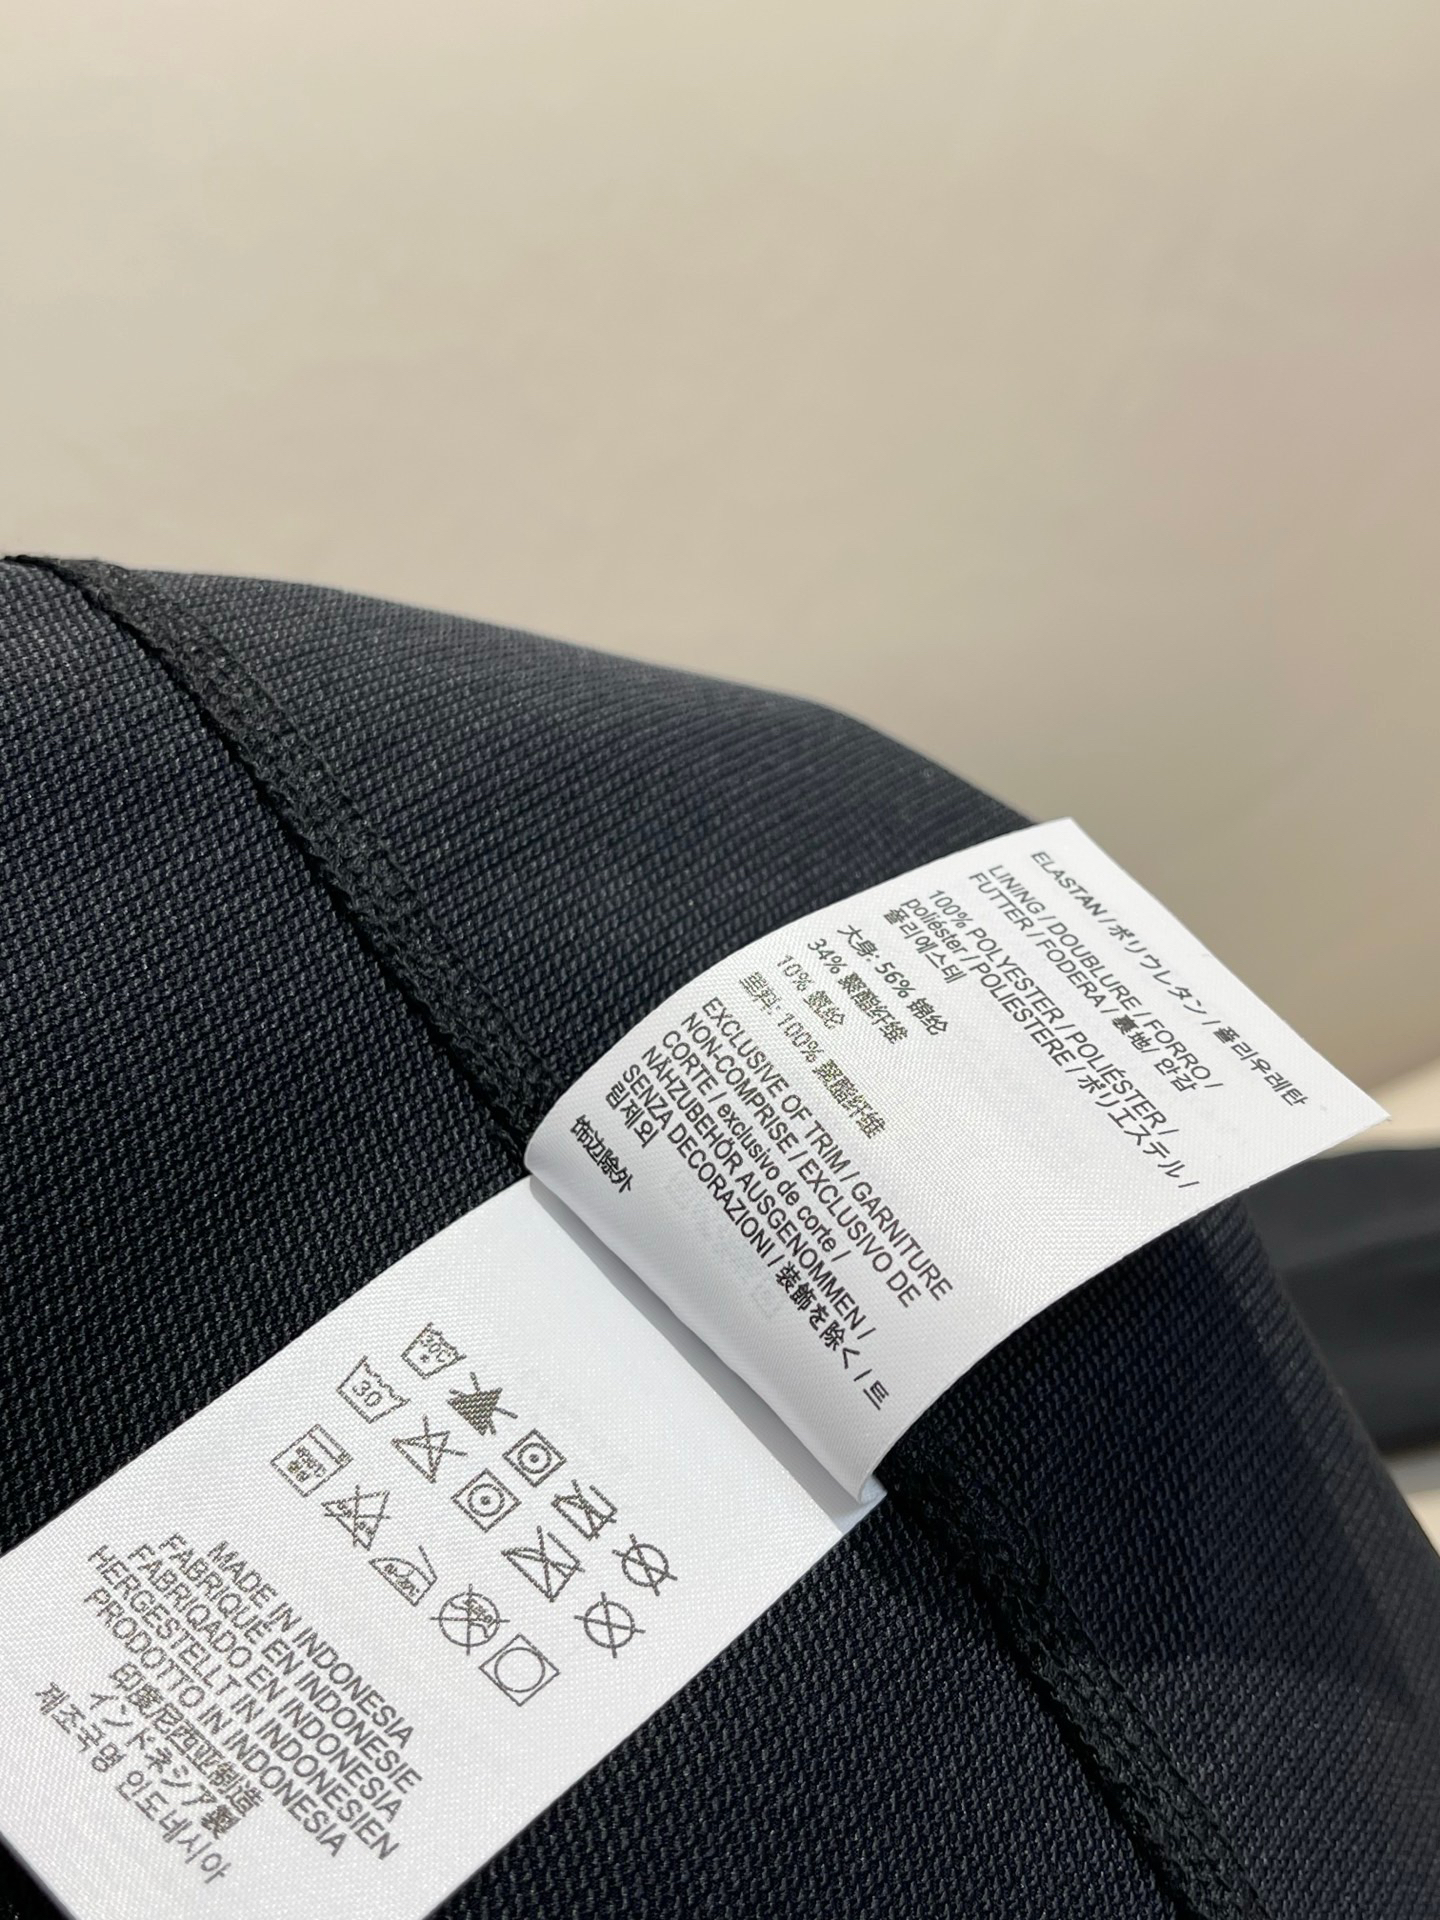 ELASTAN / ポリウレタン / 폴리우레탄
LINING / DOUBLURE / FORRO /
FUTTER / FODERA / 裏地/ 안감
100% POLYESTER / POLIÉSTER /
poliéster / POLIESTERE / ポリエステル /
폴리에스테
大身: 56% 锦纶
34% 聚酯纤维
10% 氨纶
里料: 100% 聚酯纤维
EXCLUSIVE OF TRIM / GARNITURE
NON-COMPRISE / EXCLUSIVO DE
CORTE / exclusivo de corte /
NÄHZUBEHÖR AUSGENOMMEN /
SENZA DECORAZIONI / 装飾を除く / 트
림제외
饰边除外
30°C
30
MADE IN INDONESIA
FABRIQUÉ EN INDONESIE
FABRIQADO EN INDONESIA
HERGESTELLT IN INDONESIEN
PRODOTTO IN INDONESIA
印度尼西亚制造
インドネシア製
제조국명 인도네시아